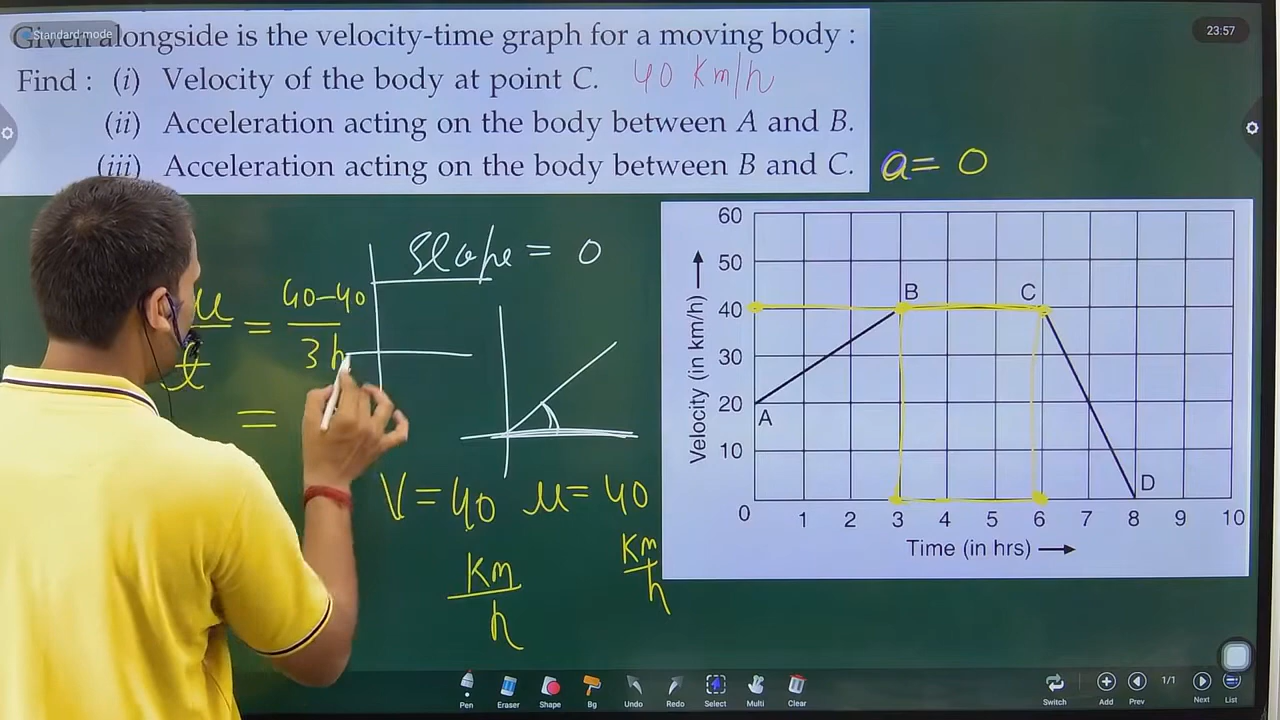 Standard mode
23:57
Given alongside is the velocity-time graph for a moving body :
Find : (i) Velocity of the body at point C. 40 Km/h
(ii) Acceleration acting on the body between A and B.
(iii) Acceleration acting on the body between B and C. a = 0
Slope = 0
u = 40-40
t 3 h
=
V = 40 u = 40
Km/h Km/h
60
50
40
30
20
10
0
B
C
A
D
Velocity (in km/h)
1 2 3 4 5 6 7 8 9 10
Time (in hrs)
Pen Eraser Shape Bg Undo Redo Select Multi Clear
Switch Add Prev 1/1 Next List